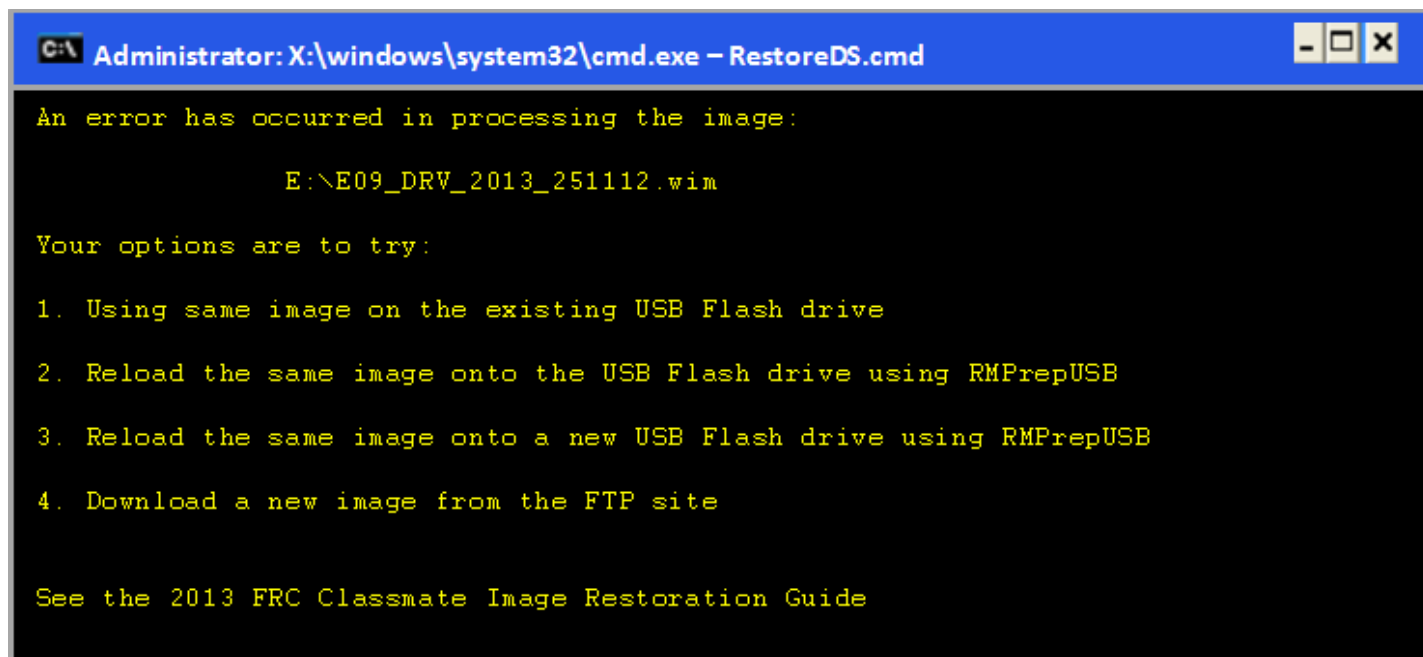 C:\ Administrator: X:\windows\system32\cmd.exe – RestoreDS.cmd
An error has occurred in processing the image:
E:\E09_DRV_2013_251112.wim
Your options are to try:
1. Using same image on the existing USB Flash drive
2. Reload the same image onto the USB Flash drive using RMPrepUSB
3. Reload the same image onto a new USB Flash drive using RMPrepUSB
4. Download a new image from the FTP site
See the 2013 FRC Classmate Image Restoration Guide